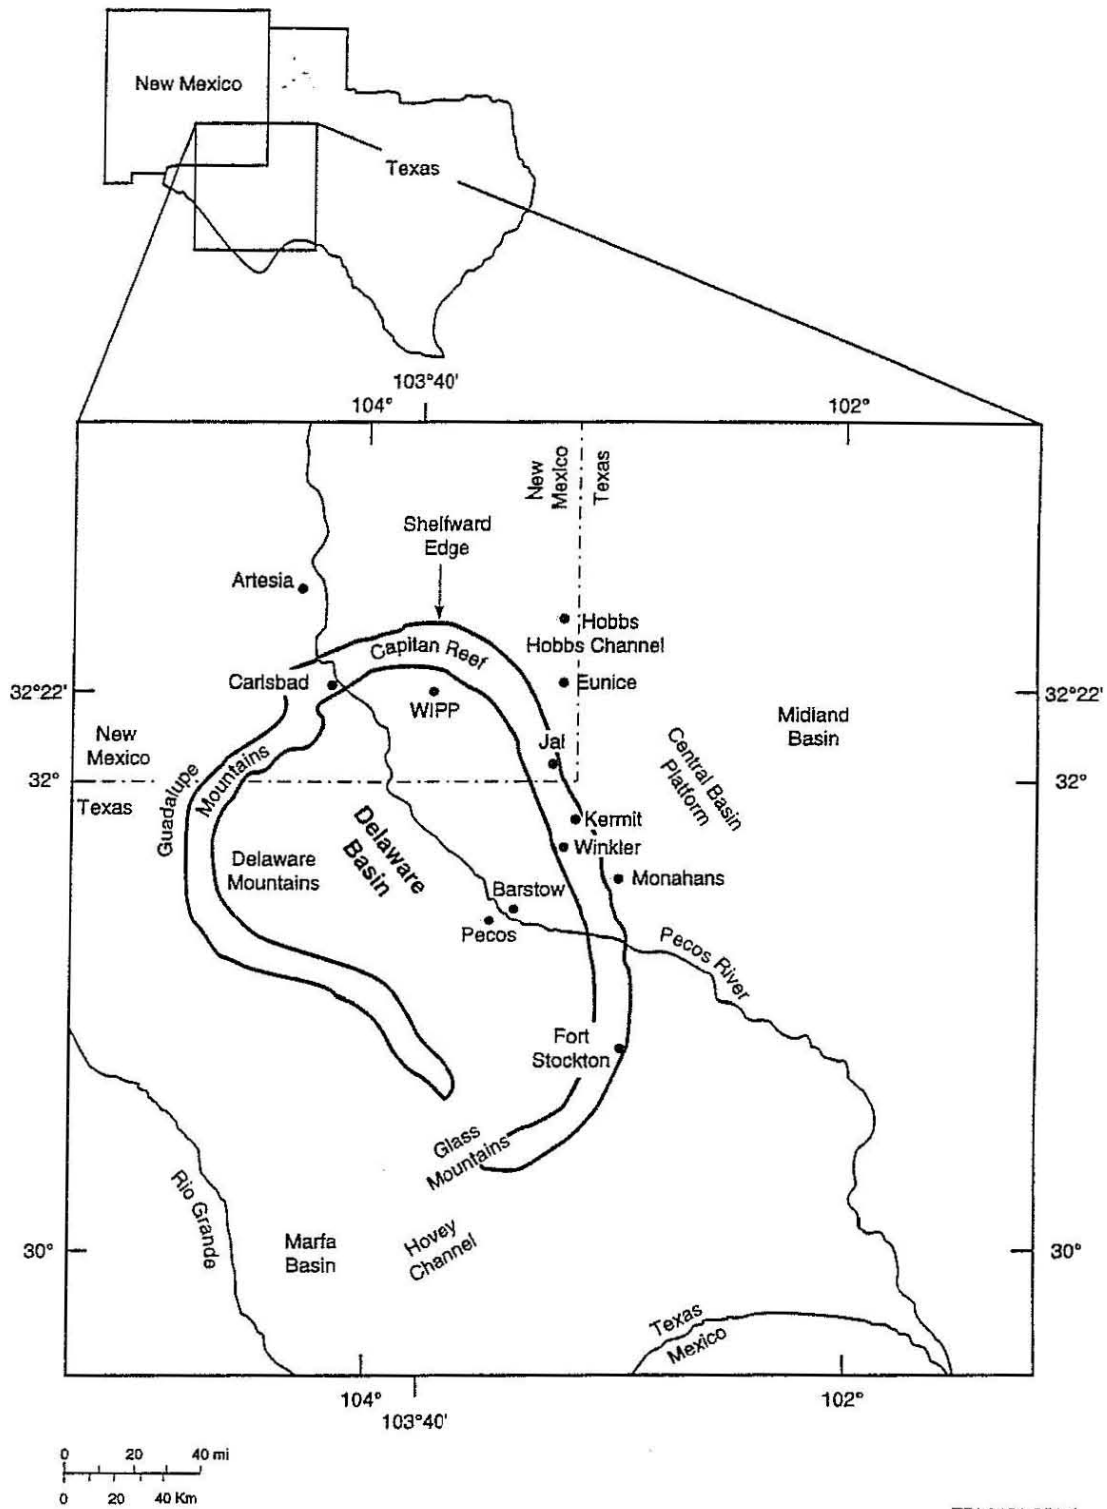 New Mexico
Texas
103°40'
104°
102°
New
Mexico
Texas
Shelfward
Edge
Artesia
Hobbs
Hobbs Channel
Capitan Reef
Carlsbad
Eunice
32°22'
32°22'
WIPP
Midland
Basin
New
Mexico
Jal
Central Basin
Platform
Guadalupe
Mountains
32°
32°
Texas
Kermit
Winkler
Delaware
Basin
Delaware
Mountains
Monahans
Barstow
Pecos
Pecos River
Fort
Stockton
Glass
Mountains
Rio Grande
Marfa
Basin
Hovey
Channel
30°
30°
Texas
Mexico
104°
103°40'
102°
0 20 40 mi
0 20 40 Km